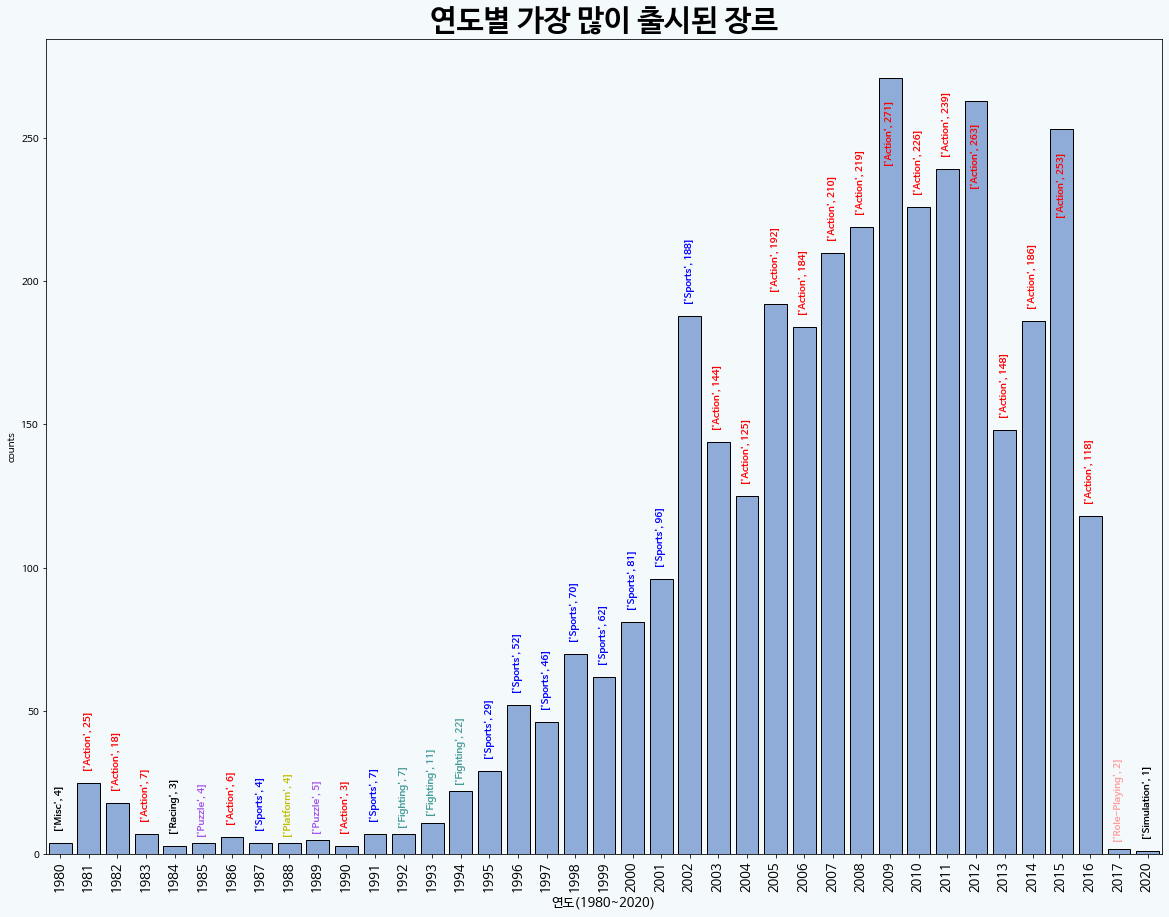 연도별 가장 많이 출시된 장르
counts
250
200
150
100
50
0
['Misc', 4]
['Action', 25]
['Action', 18]
['Action', 7]
['Racing', 3]
['Puzzle', 4]
['Action', 6]
['Sports', 4]
['Platform', 4]
['Puzzle', 5]
['Action', 3]
['Sports', 7]
['Fighting', 7]
['Fighting', 11]
['Fighting', 22]
['Sports', 29]
['Sports', 52]
['Sports', 46]
['Sports', 70]
['Sports', 62]
['Sports', 81]
['Sports', 96]
['Sports', 188]
['Action', 144]
['Action', 125]
['Action', 192]
['Action', 184]
['Action', 210]
['Action', 219]
['Action', 271]
['Action', 226]
['Action', 239]
['Action', 263]
['Action', 148]
['Action', 186]
['Action', 253]
['Action', 118]
['Role-Playing', 2]
['Simulation', 1]
1980
1981
1982
1983
1984
1985
1986
1987
1988
1989
1990
1991
1992
1993
1994
1995
1996
1997
1998
1999
2000
2001
2002
2003
2004
2005
2006
2007
2008
2009
2010
2011
2012
2013
2014
2015
2016
2017
2020
연도(1980~2020)